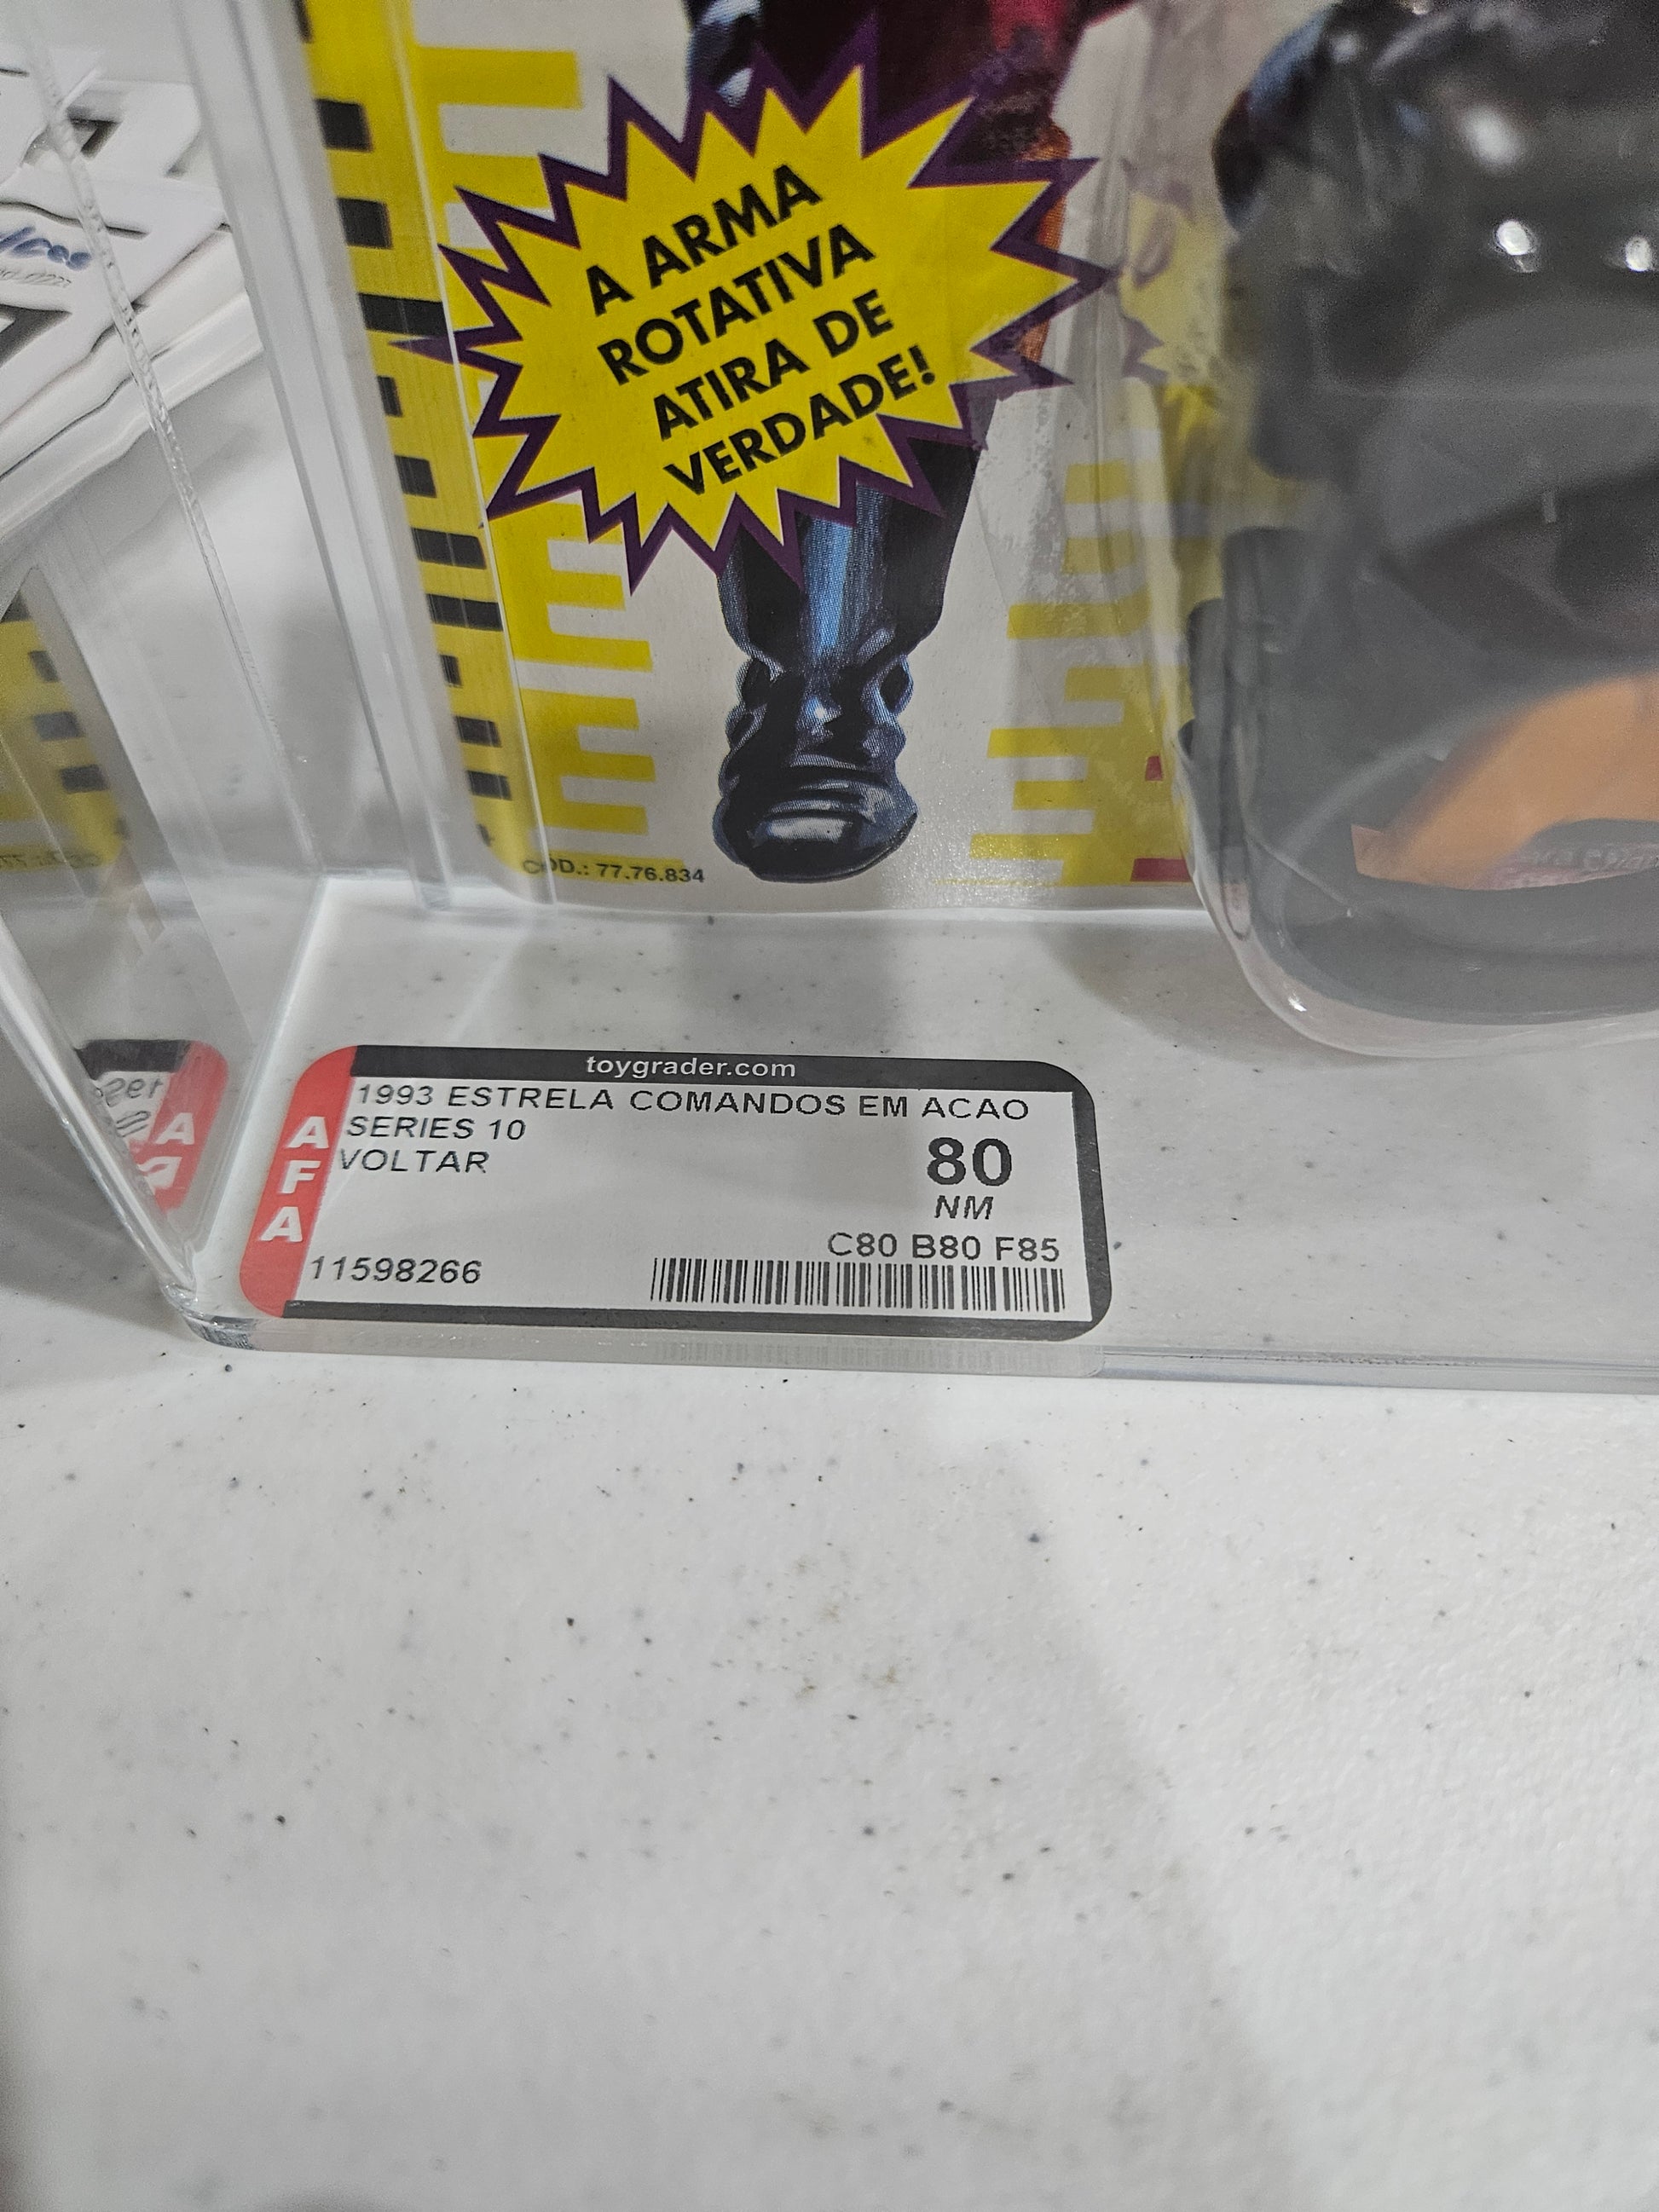 A ARMA
ROTATIVA
ATIRA DE
VERDADE!
COD.: 77.76.834
toygrader.com
AFA
1993 ESTRELA COMANDOS EM ACAO
SERIES 10
VOLTAR
80
NM
C80 B80 F85
11598266